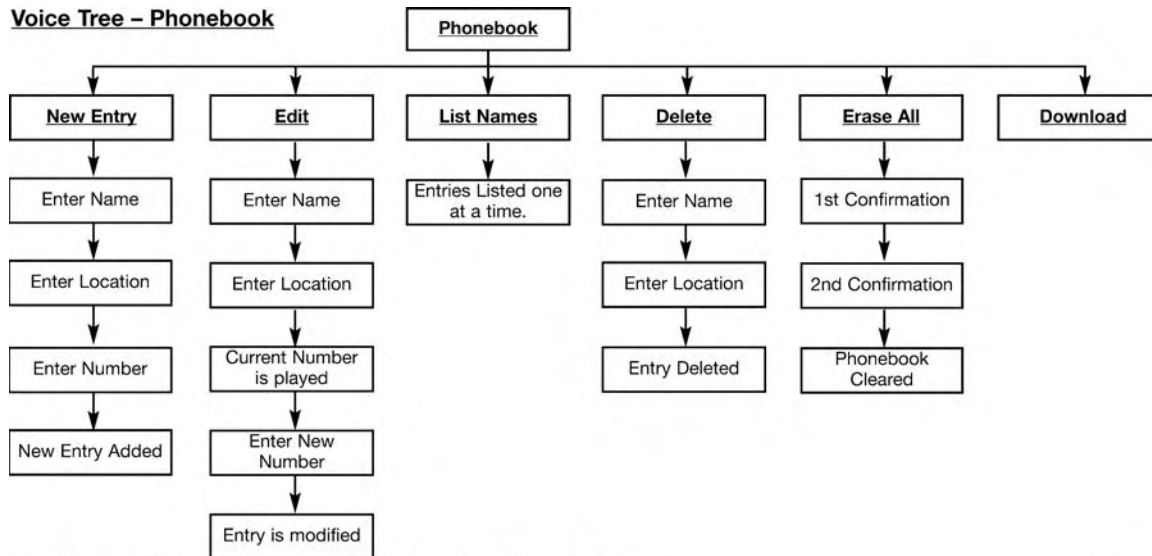 Voice Tree – Phonebook
Phonebook
New Entry
Edit
List Names
Delete
Erase All
Download
Enter Name
Enter Name
Entries Listed one
at a time.
Enter Name
1st Confirmation
Enter Location
Enter Location
Enter Location
2nd Confirmation
Enter Number
Current Number
is played
Entry Deleted
Phonebook
Cleared
New Entry Added
Enter New
Number
Entry is modified